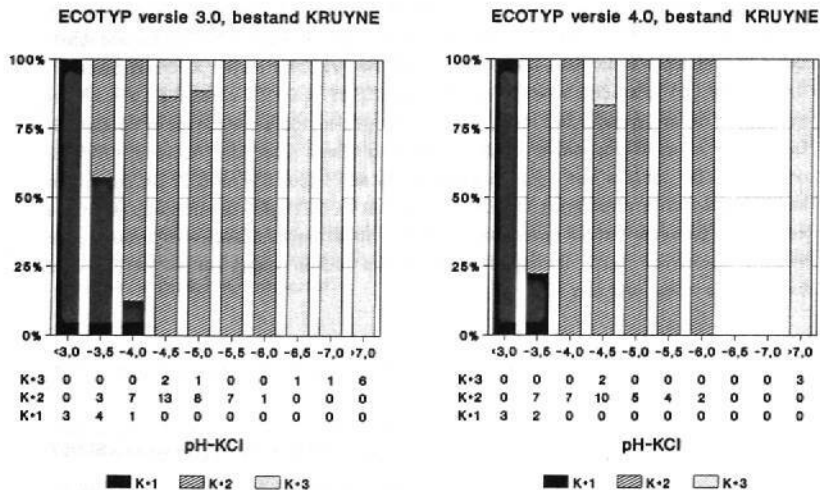 ECOTYP versie 3.0, bestand KRUYNE
100%
75%
50%
25%
0%
<3,0 -3,5 -4,0 -4,5 -5,0 -5,5 -6,0 -6,5 -7,0 >7,0
K•3 0 0 0 2 1 0 0 1 1 6
K•2 0 3 7 13 8 7 1 0 0 0
K•1 3 4 1 0 0 0 0 0 0 0
pH-KCl
K•1 K•2 K•3
ECOTYP versie 4.0, bestand KRUYNE
100%
75%
50%
25%
0%
<3,0 -3,5 -4,0 -4,5 -5,0 -5,5 -6,0 -6,5 -7,0 >7,0
K•3 0 0 0 2 0 0 0 0 0 3
K•2 0 7 7 10 5 4 2 0 0 0
K•1 3 2 0 0 0 0 0 0 0 0
pH-KCl
K•1 K•2 K•3